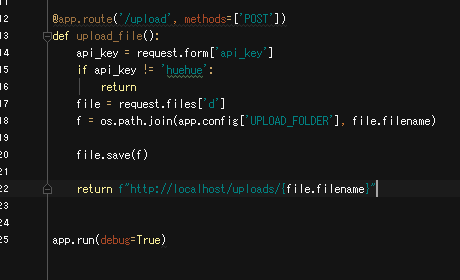 12 @app.route('/upload', methods=['POST'])
13 def upload_file():
14 api_key = request.form['api_key']
15 if api_key != 'huehue':
16 return
17 file = request.files['d']
18 f = os.path.join(app.config['UPLOAD_FOLDER'], file.filename)
19
20 file.save(f)
21
22 return f"http://localhost/uploads/{file.filename}"
23
24
25 app.run(debug=True)